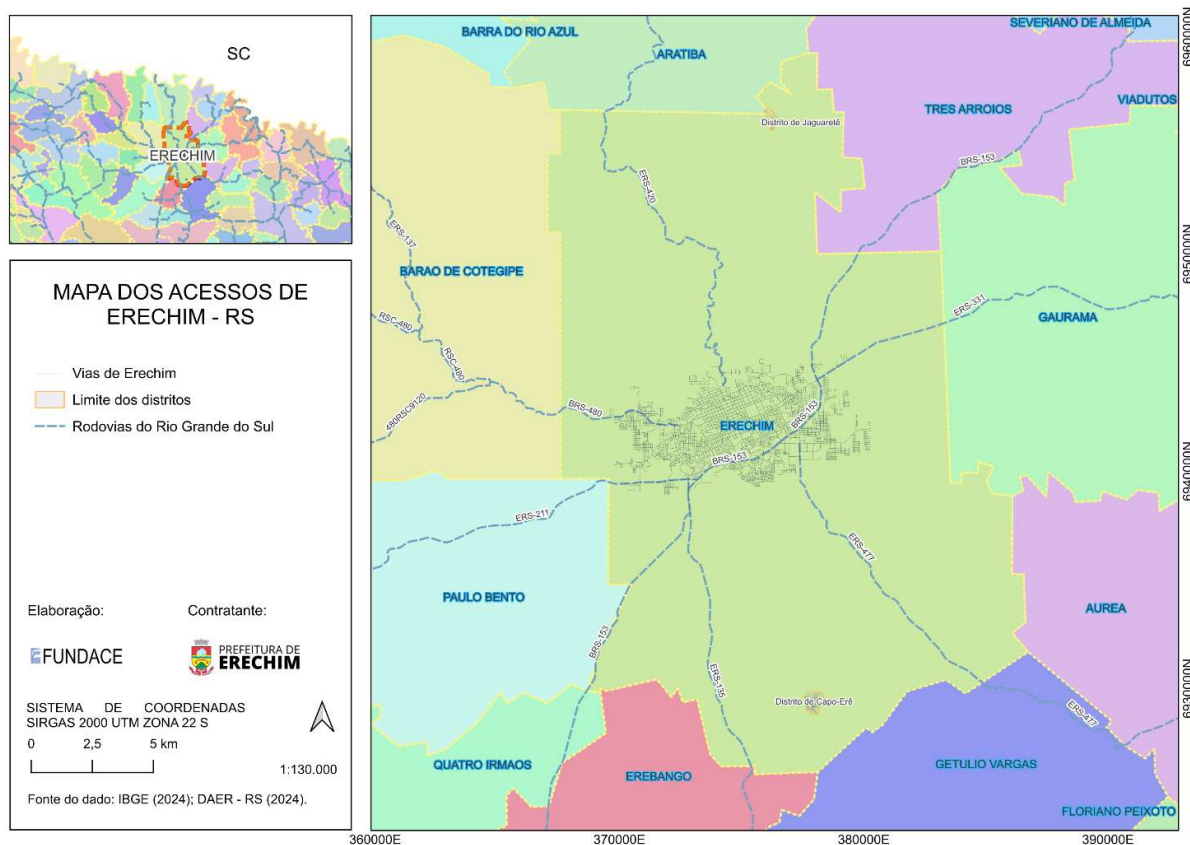 SC
ERECHIM
MAPA DOS ACESSOS DE
ERECHIM - RS
Vias de Erechim
Limite dos distritos
Rodovias do Rio Grande do Sul
Elaboração:
Contratante:
FUNDACE
PREFEITURA DE
ERECHIM
SISTEMA DE COORDENADAS
SIRGAS 2000 UTM ZONA 22 S
0 2,5 5 km
1:130.000
Fonte do dado: IBGE (2024); DAER - RS (2024).
BARRA DO RIO AZUL
ARATIBA
SEVERIANO DE ALMEIDA
TRES ARROIOS
VIADUTOS
Distrito de Jaguaretê
BRS-153
ERS-420
ERS-137
BARAO DE COTEGIPE
RSC-480
RSC-480
480RSC9120
BRS-480
ERS-331
GAURAMA
ERECHIM
BRS-153
BRS-153
ERS-211
ERS-477
PAULO BENTO
AUREA
BRS-153
ERS-135
Distrito de Capo-Erê
ERS-477
QUATRO IRMAOS
EREBANGO
GETULIO VARGAS
FLORIANO PEIXOTO
6960000N
6950000N
6940000N
6930000N
360000E
370000E
380000E
390000E